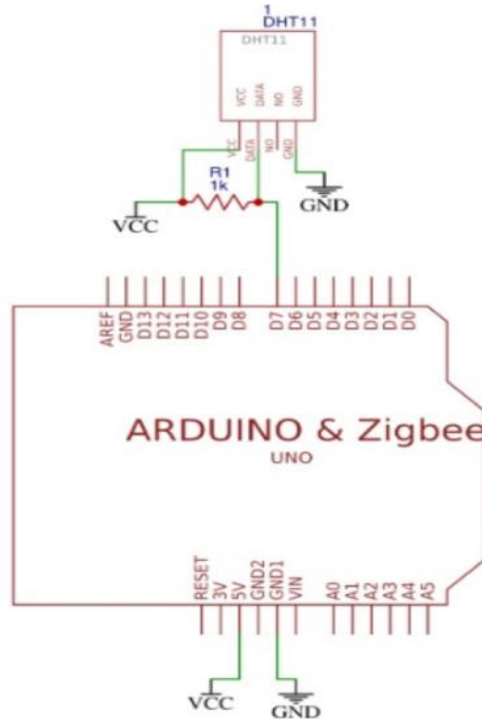 1
DHT11
DHT11
VCC
DATA
NO
GND
VCC
DATA
NO
GND
R1
1k
VCC
GND
AREF
GND
D13
D12
D11
D10
D9
D8
D7
D6
D5
D4
D3
D2
D1
D0
ARDUINO & Zigbee
UNO
RESET
3V
5V
GND2
GND1
VIN
A0
A1
A2
A3
A4
A5
VCC
GND